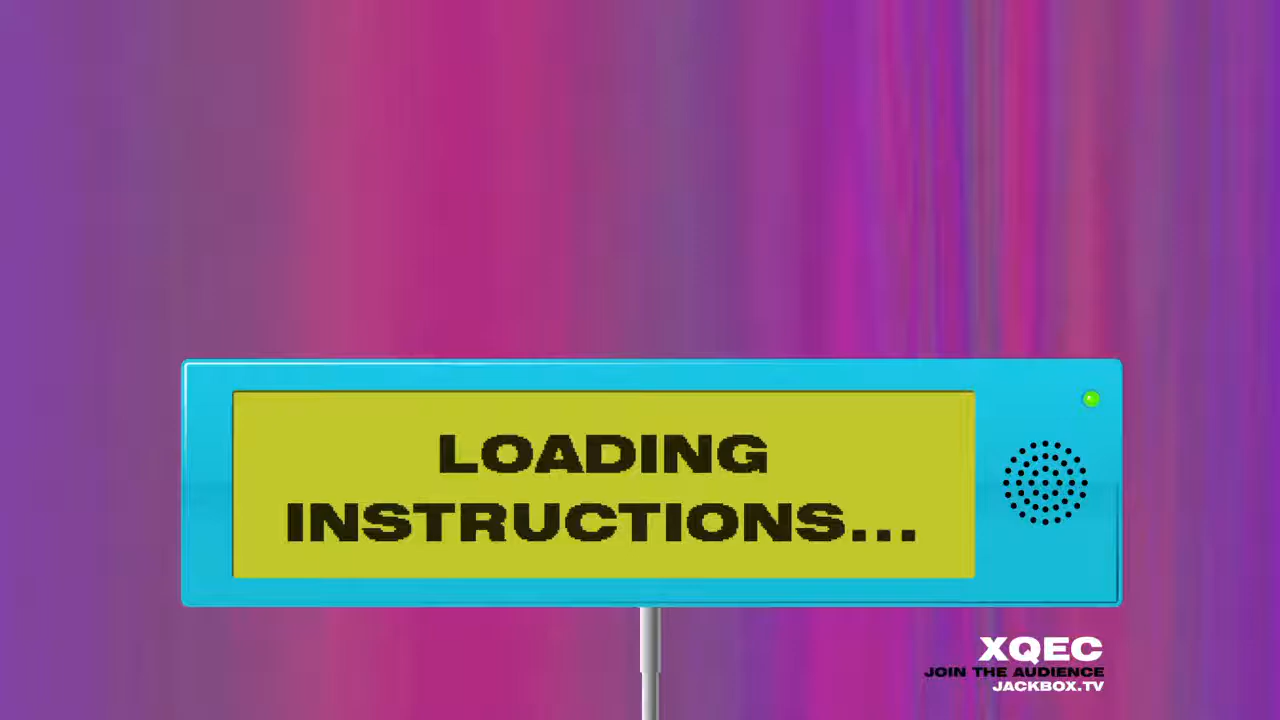 LOADING
INSTRUCTIONS...
XQEC
JOIN THE AUDIENCE
JACKBOX.TV